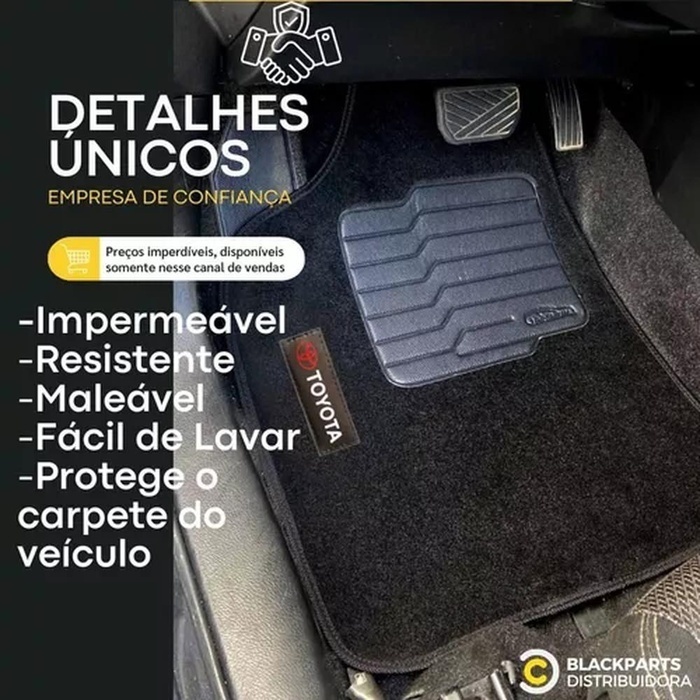 DETALHES
ÚNICOS
EMPRESA DE CONFIANÇA
Preços imperdíveis, disponíveis
somente nesse canal de vendas
-Impermeável
-Resistente
-Maleável
-Fácil de Lavar
-Protege o
carpete do
veículo
TOYOTA
BLACKPARTS
DISTRIBUIDORA